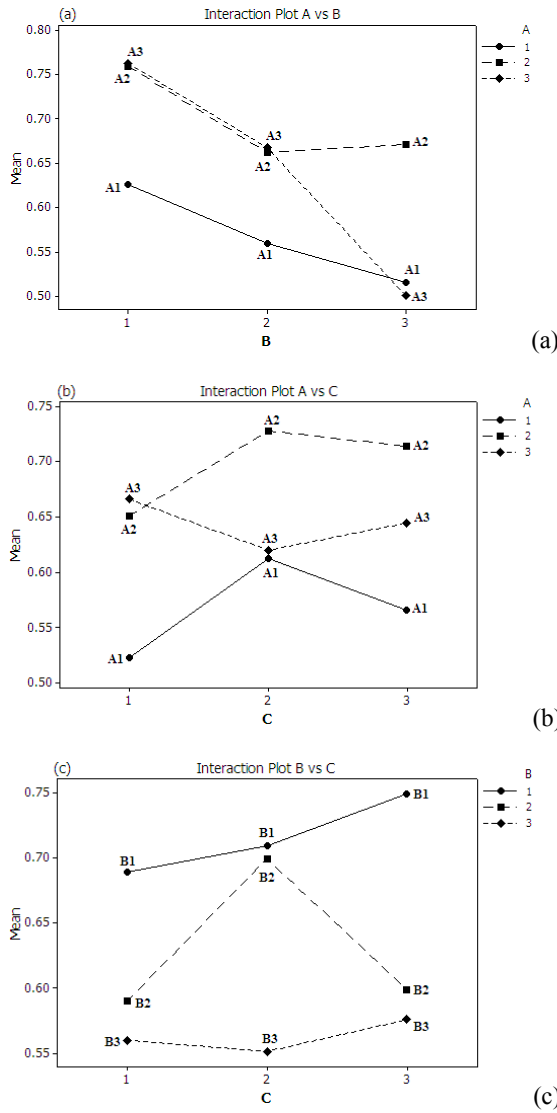 (a) Interaction Plot A vs B
A
1
2
3
Mean
0.80
0.75
0.70
0.65
0.60
0.55
0.50
A3
A2
A1
A3
A2
A1
A2
A1
A3
1 2 3
B
(a)
(b) Interaction Plot A vs C
A
1
2
3
Mean
0.75
0.70
0.65
0.60
0.55
0.50
A3
A2
A1
A2
A3
A1
A2
A3
A1
1 2 3
C
(b)
(c) Interaction Plot B vs C
B
1
2
3
Mean
0.75
0.70
0.65
0.60
0.55
B1
B2
B3
B1
B2
B3
B1
B2
B3
1 2 3
C
(c)